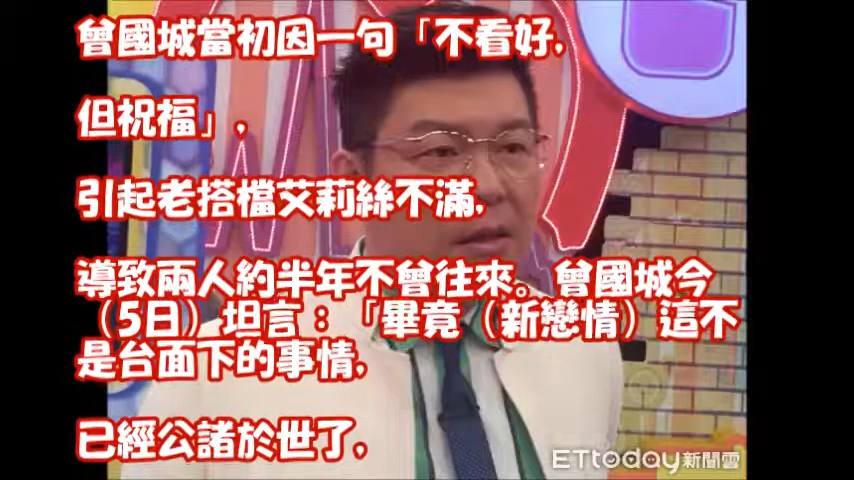 曾國城當初因一句「不看好,
但祝福」,
引起老搭檔艾莉絲不滿,
導致兩人約半年不曾往來。曾國城今
（5日）坦言：「畢竟（新戀情）這不
是台面下的事情,
已經公諸於世了,
ETtoday新聞雲